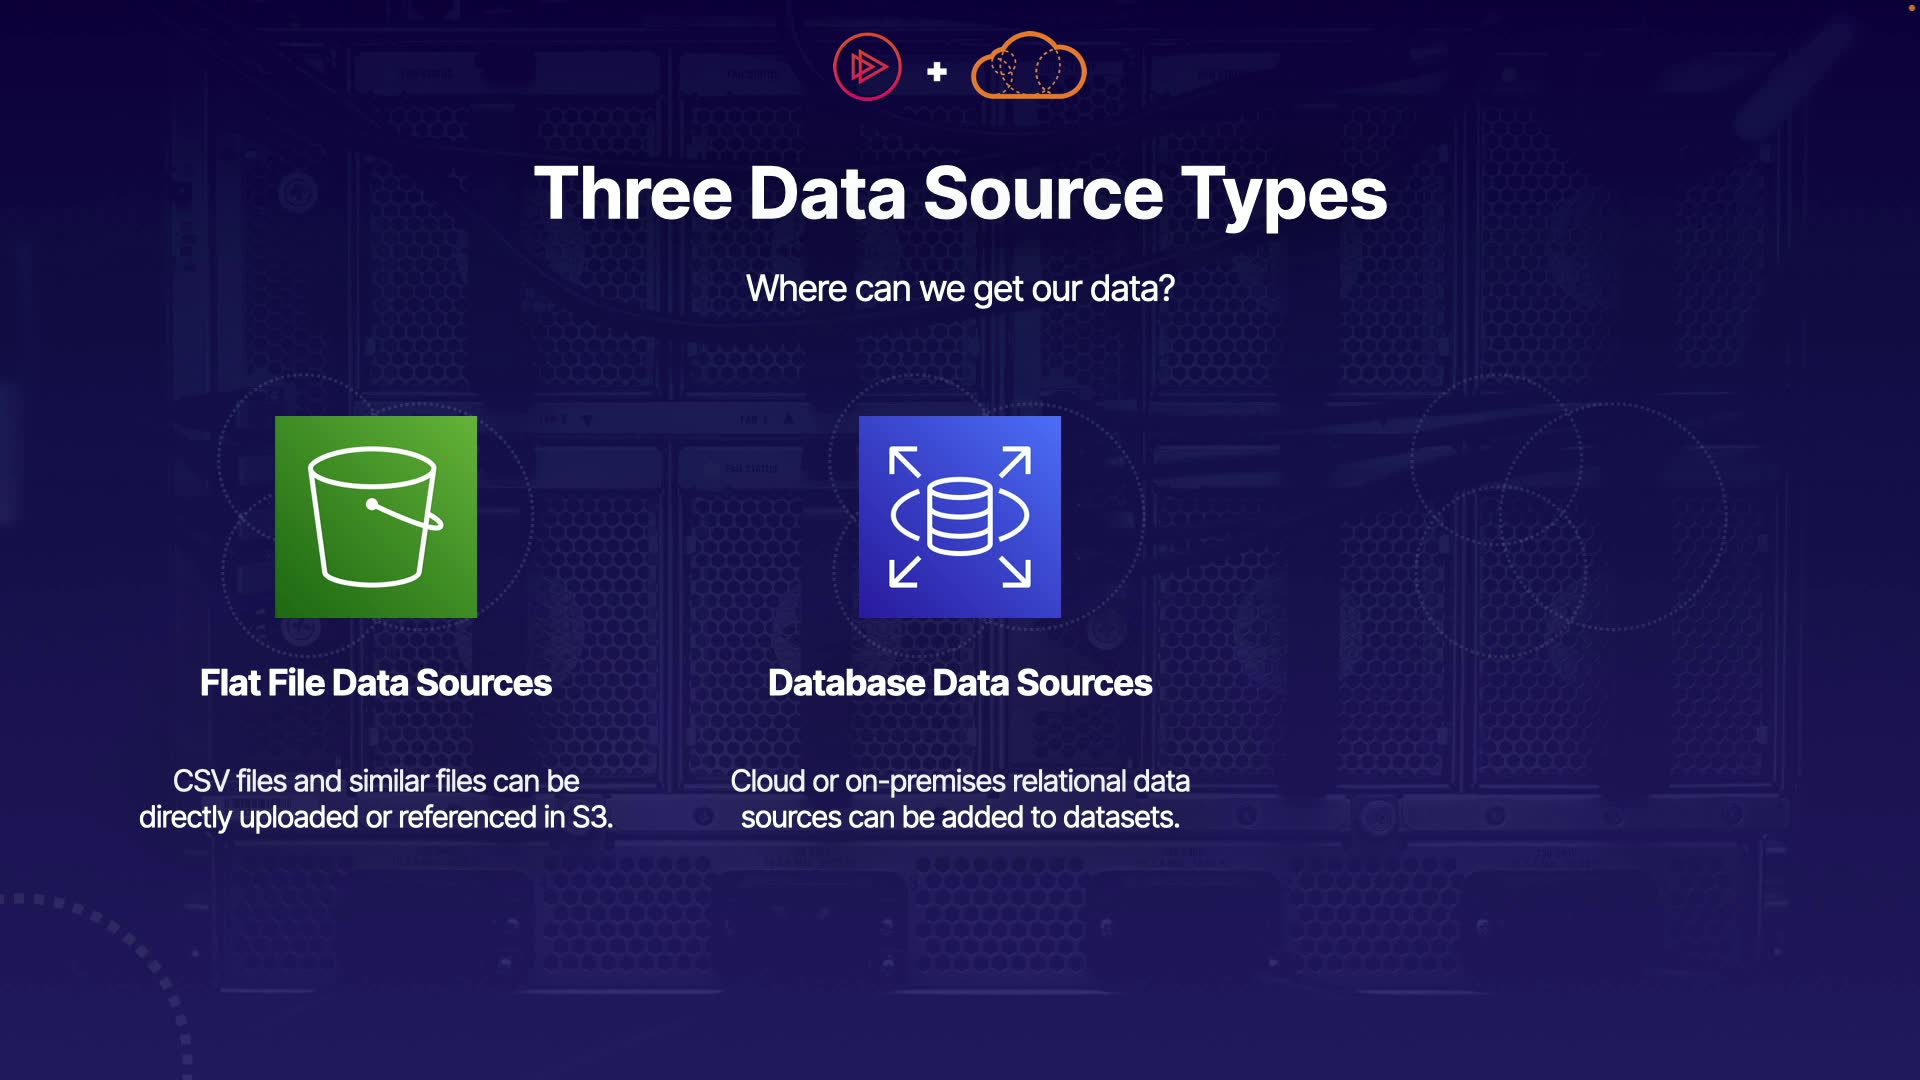 Three Data Source Types
Where can we get our data?
Flat File Data Sources
CSV files and similar files can be
directly uploaded or referenced in S3.
Database Data Sources
Cloud or on-premises relational data
sources can be added to datasets.